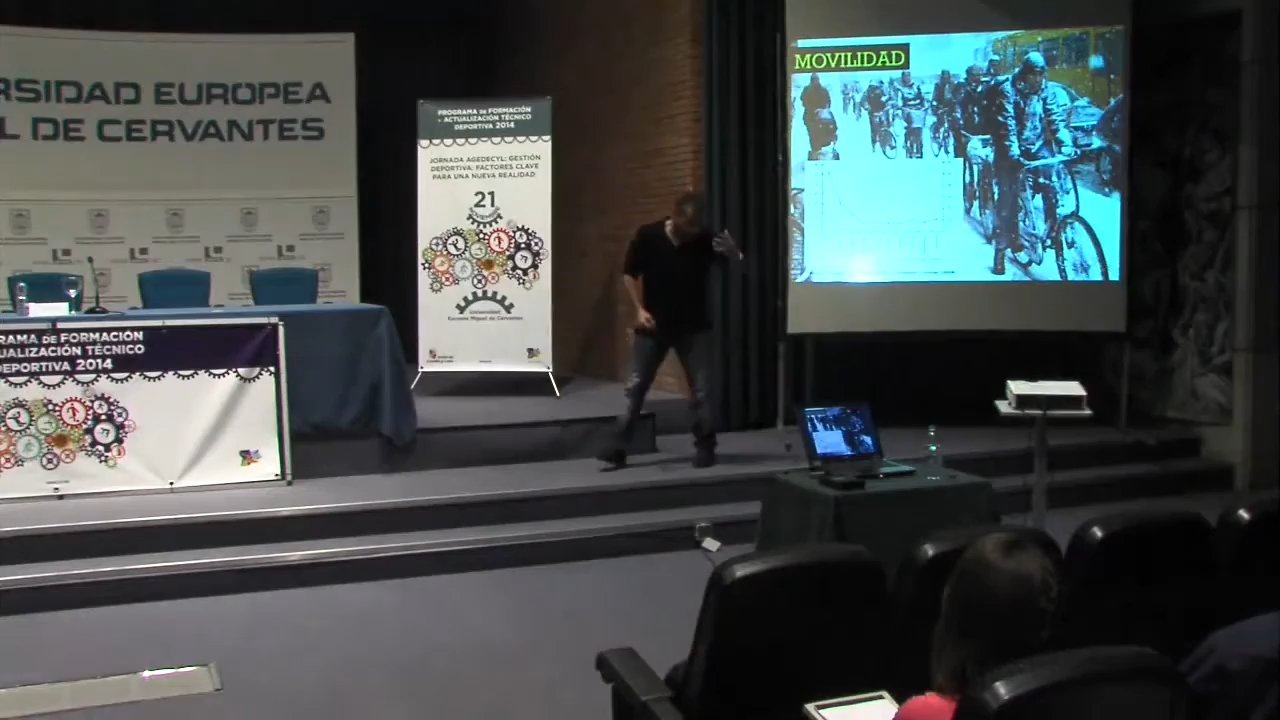 RSIDAD EUROPEA
L DE CERVANTES
PROGRAMA DE FORMACIÓN
Y ACTUALIZACIÓN TÉCNICO
DEPORTIVA 2014
JORNADA AGEDECYL: GESTIÓN
DEPORTIVA: FACTORES CLAVE
PARA UNA NUEVA REALIDAD
21
NOVIEMBRE
Universidad
Europea Miguel de Cervantes
MOVILIDAD
RAMA DE FORMACIÓN
UALIZACIÓN TÉCNICO
DEPORTIVA 2014